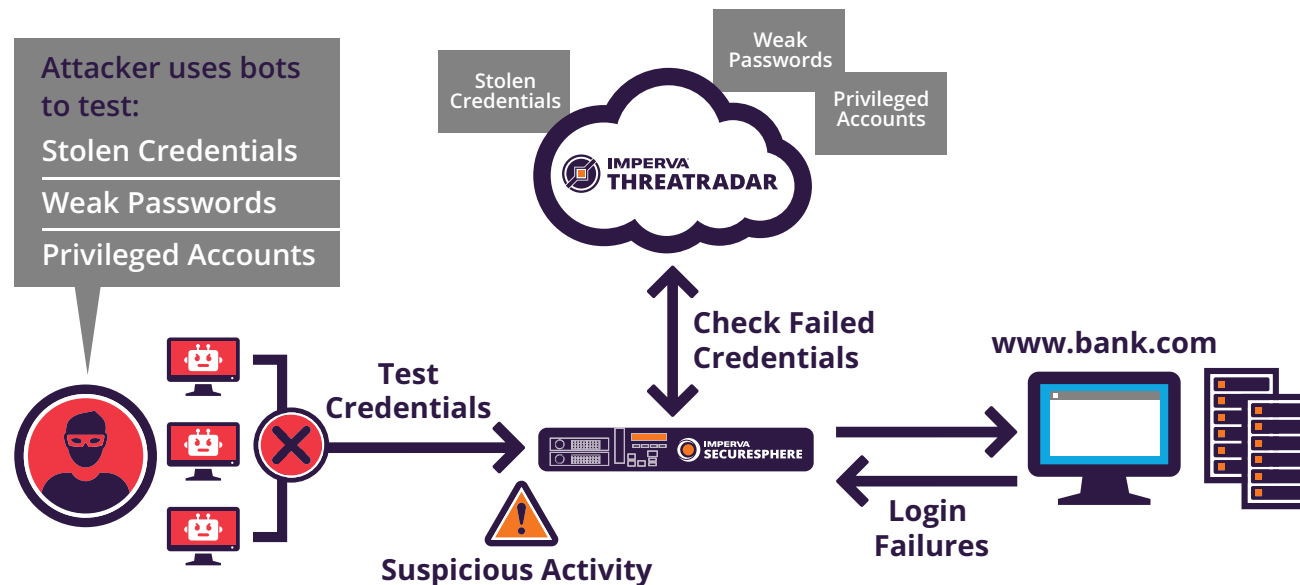 Attacker uses bots
to test:
Stolen Credentials
Weak Passwords
Privileged Accounts
Stolen
Credentials
Weak
Passwords
Privileged
Accounts
IMPERVA
THREATRADAR
Check Failed
Credentials
www.bank.com
Test
Credentials
IMPERVA
SECURESPHERE
Login
Failures
Suspicious Activity